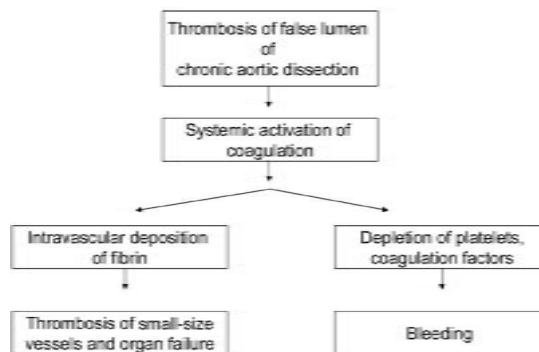 Thrombosis of false lumen
of
chronic aortic dissection
Systemic activation of
coagulation
Intravascular deposition
of fibrin
Depletion of platelets,
coagulation factors
Thrombosis of small-size
vessels and organ failure
Bleeding